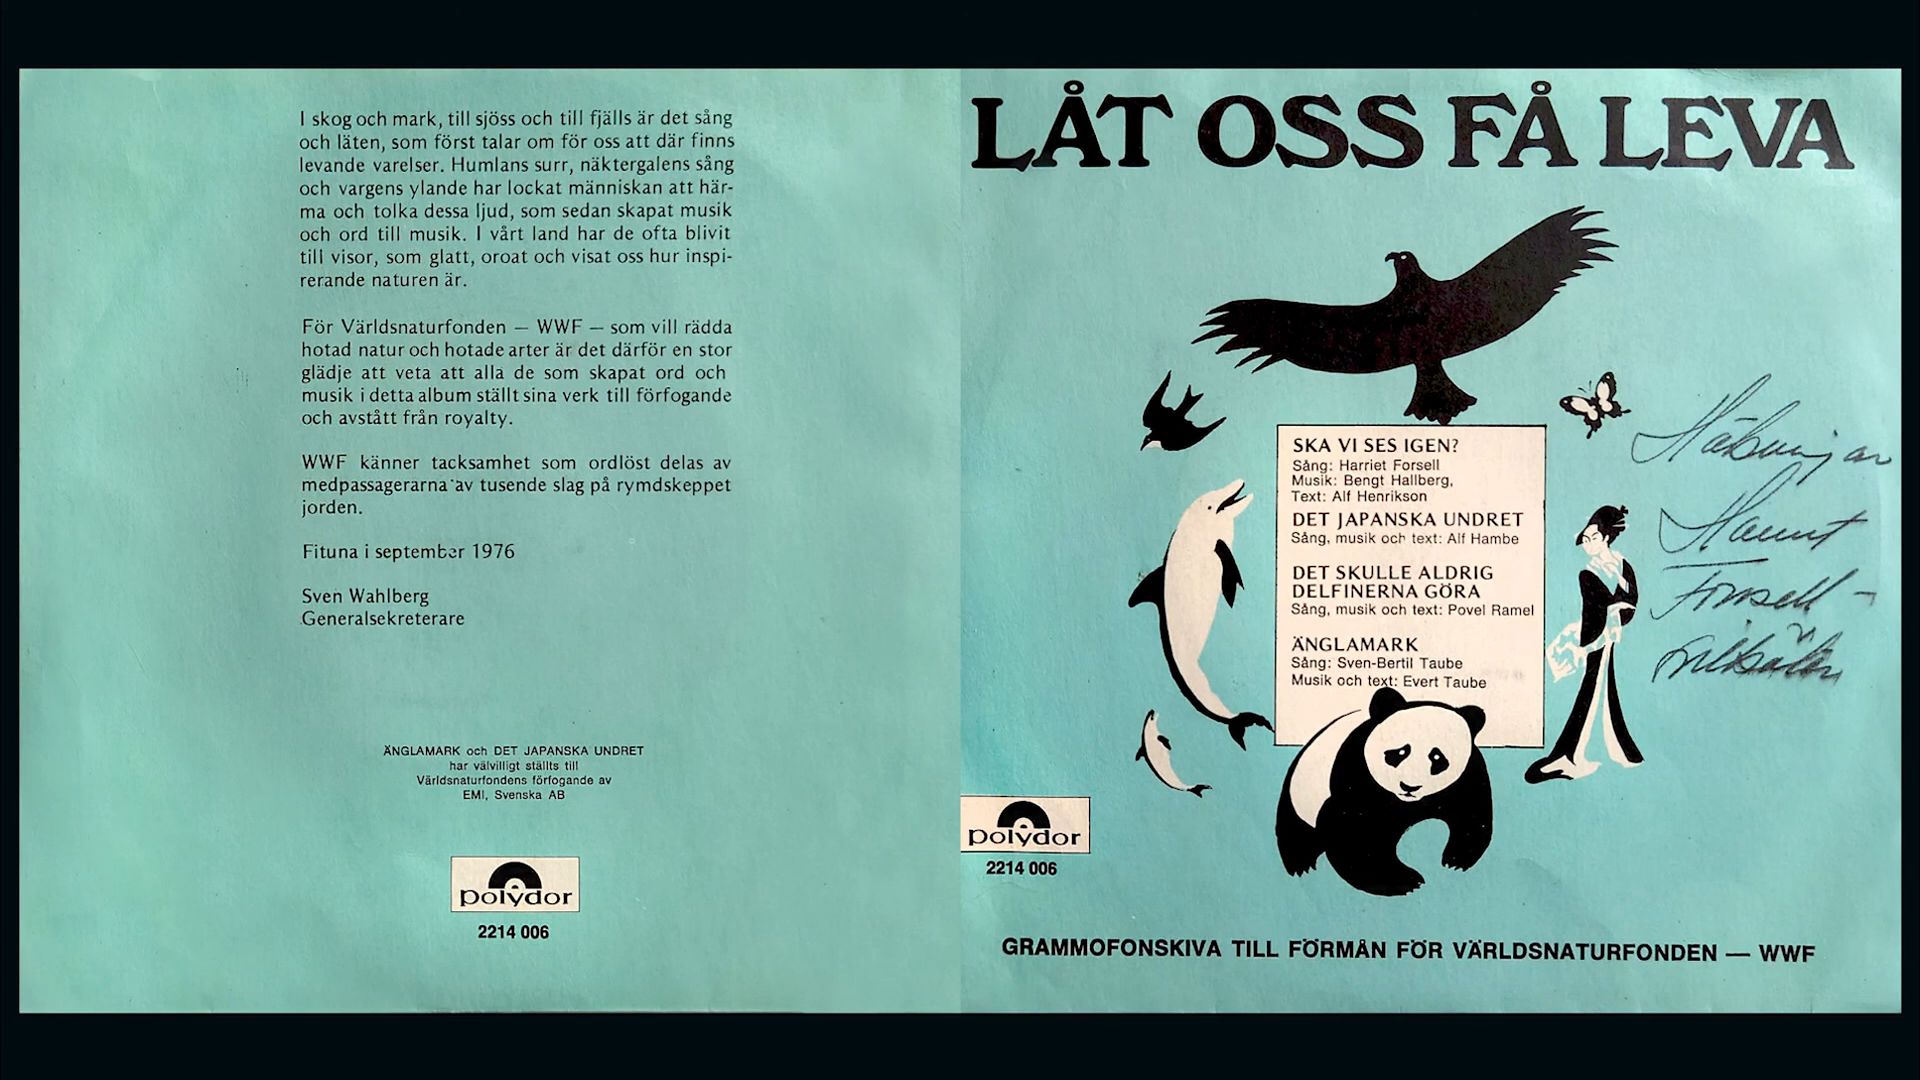 I skog och mark, till sjöss och till fjälls är det sång
och läten, som först talar om för oss att där finns
levande varelser. Humlans surr, näktergalens sång
och vargens ylande har lockat människan att här-
ma och tolka dessa ljud, som sedan skapat musik
och ord till musik. I vårt land har de ofta blivit
till visor, som glatt, oroat och visat oss hur inspi-
rerande naturen är.
För Världsnaturfonden — WWF — som vill rädda
hotad natur och hotade arter är det därför en stor
glädje att veta att alla de som skapat ord och
musik i detta album ställt sina verk till förfogande
och avstått från royalty.
WWF känner tacksamhet som ordlöst delas av
medpassagerarna av tusende slag på rymdskeppet
jorden.
Fituna i september 1976
Sven Wahlberg
Generalsekreterare
ÄNGLAMARK och DET JAPANSKA UNDRET
har välvilligt ställts till
Världsnaturfondens förfogande av
EMI, Svenska AB
polydor
2214 006
LÅT OSS FÅ LEVA
SKA VI SES IGEN?
Sång: Harriet Forsell
Musik: Bengt Hallberg,
Text: Alf Henrikson
DET JAPANSKA UNDRET
Sång, musik och text: Alf Hambe
DET SKULLE ALDRIG
DELFINERNA GÖRA
Sång, musik och text: Povel Ramel
ÄNGLAMARK
Sång: Sven-Bertil Taube
Musik och text: Evert Taube
Forsell -
polydor
2214 006
GRAMMOFONSKIVA TILL FÖRMÅN FÖR VÄRLDSNATURFONDEN — WWF